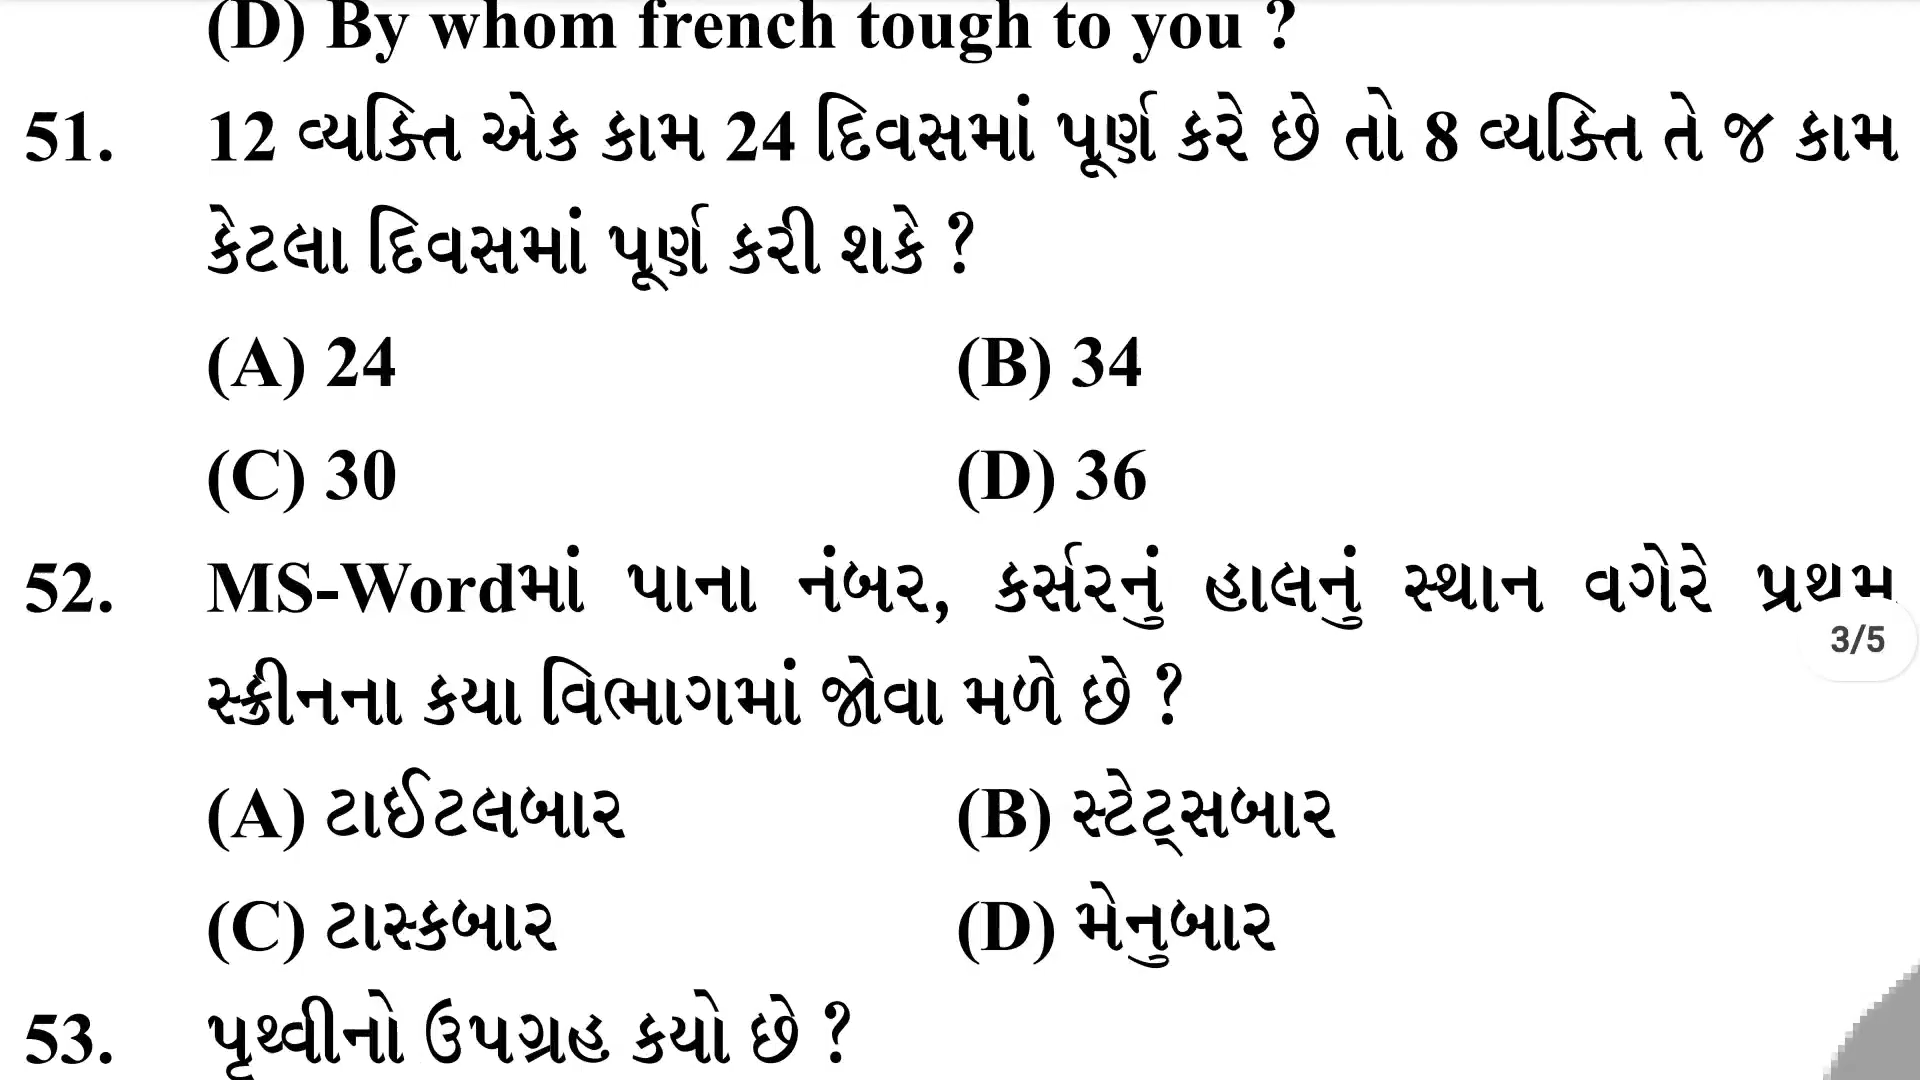 (D) By whom french tough to you ?
51. 12 વ્યક્તિ એક કામ 24 દિવસમાં પૂર્ણ કરે છે તો 8 વ્યક્તિ તે જ કામ
કેટલા દિવસમાં પૂર્ણ કરી શકે ?
(A) 24 (B) 34
(C) 30 (D) 36
52. MS-Wordમાં પાના નંબર, કર્સરનું હાલનું સ્થાન વગેરે પ્રથમ
3/5
સ્ક્રીનના કયા વિભાગમાં જોવા મળે છે ?
(A) ટાઈટલબાર (B) સ્ટેટ્સબાર
(C) ટાસ્કબાર (D) મેનુબાર
53. પૃથ્વીનો ઉપગ્રહ કયો છે ?